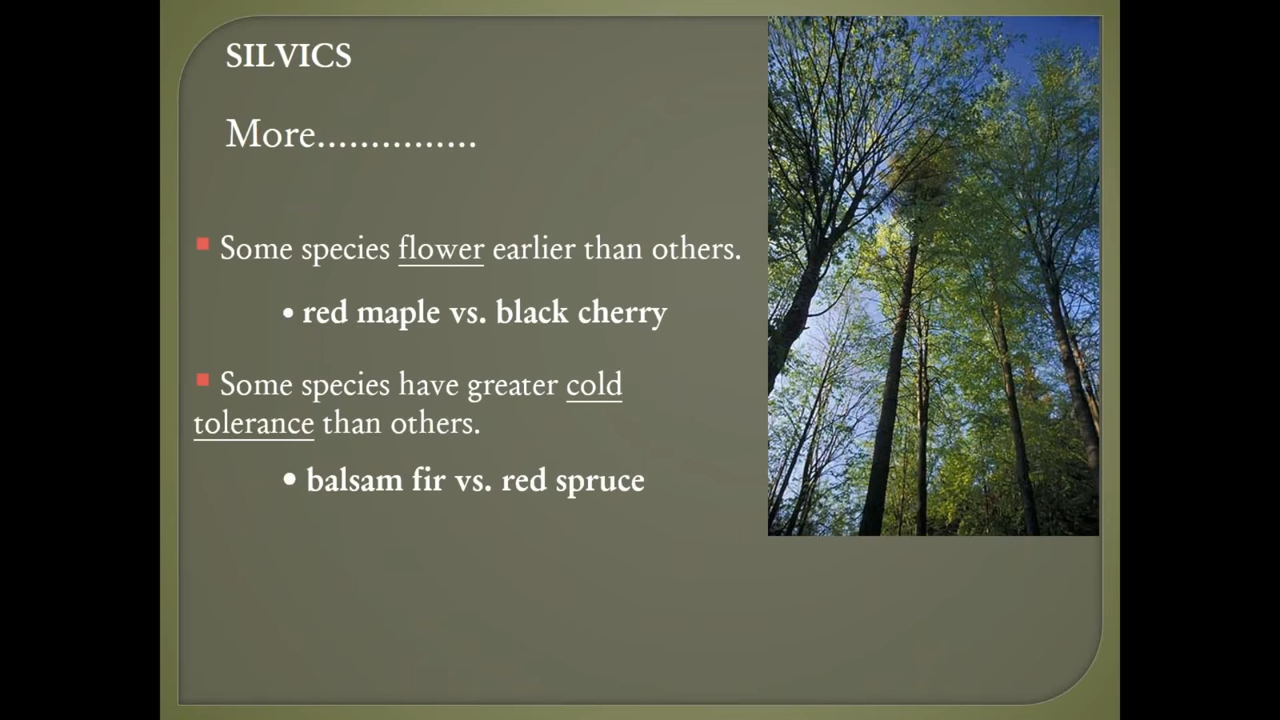 SILVICS
More...............
▪ Some species flower earlier than others.
• red maple vs. black cherry
▪ Some species have greater cold
tolerance than others.
• balsam fir vs. red spruce